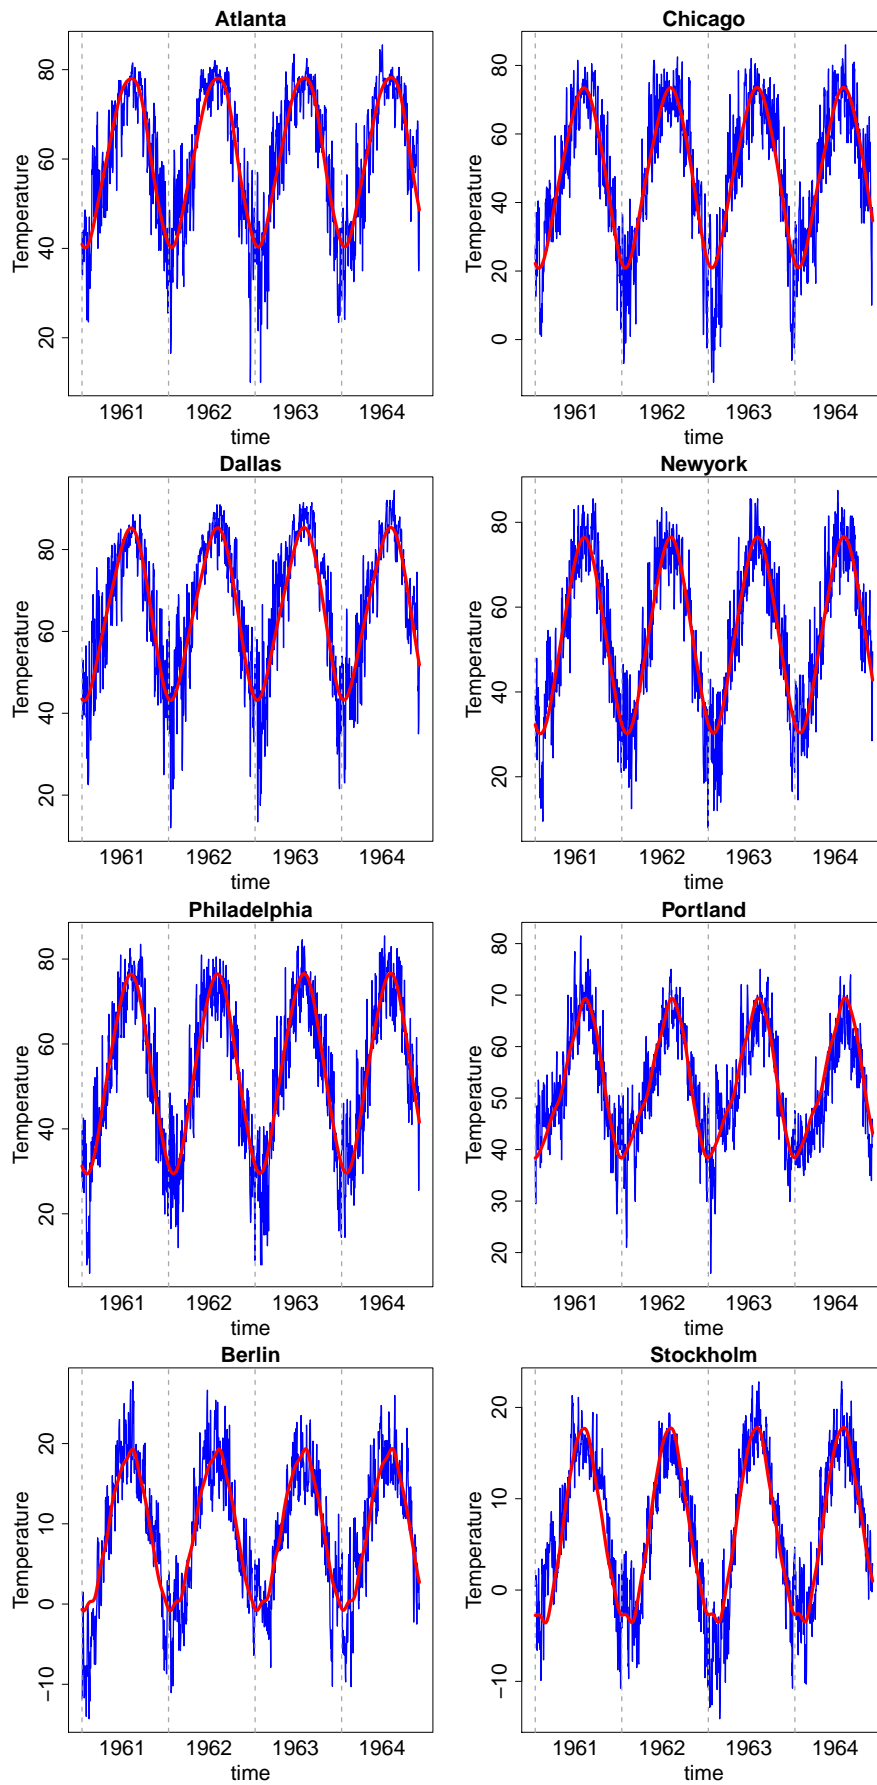 Atlanta
Temperature
20 40 60 80
1961 1962 1963 1964
time
Chicago
Temperature
0 20 40 60 80
1961 1962 1963 1964
time
Dallas
Temperature
20 40 60 80
1961 1962 1963 1964
time
Newyork
Temperature
20 40 60 80
1961 1962 1963 1964
time
Philadelphia
Temperature
20 40 60 80
1961 1962 1963 1964
time
Portland
Temperature
20 30 40 50 60 70 80
1961 1962 1963 1964
time
Berlin
Temperature
−10 0 10 20
1961 1962 1963 1964
time
Stockholm
Temperature
−10 0 10 20
1961 1962 1963 1964
time